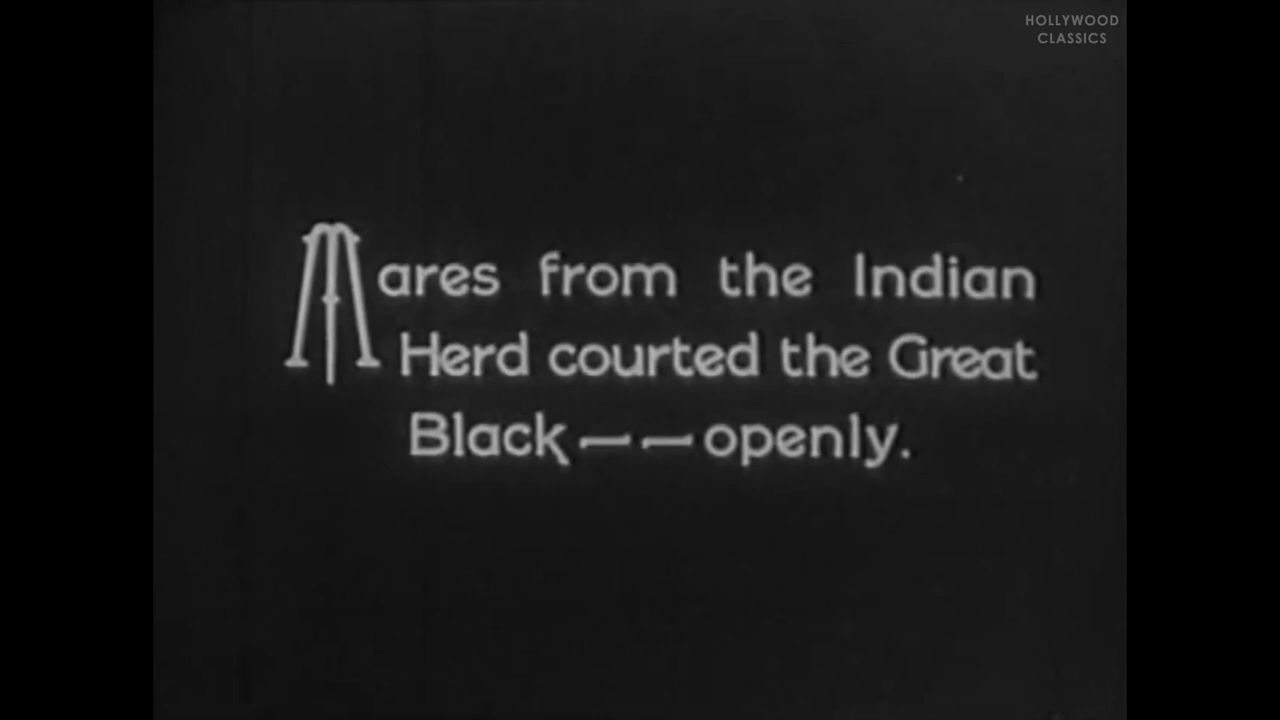 HOLLYWOOD
CLASSICS
Mares from the Indian
Herd courted the Great
Black — — openly.